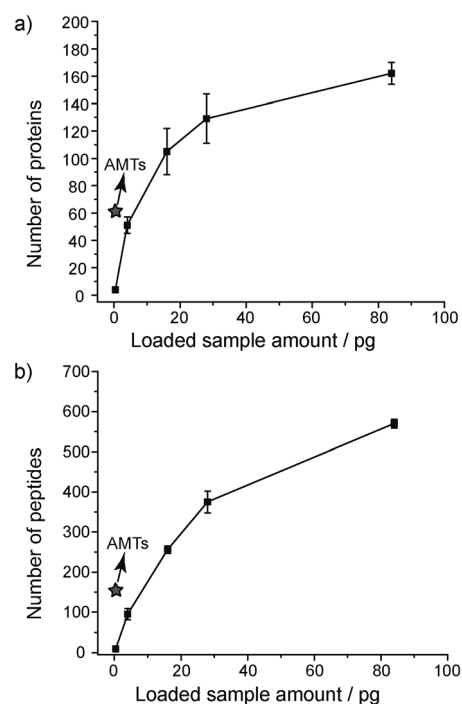 a)
200
180
160
140
120
100
80
60
40
20
0
Number of proteins
AMTs
0 20 40 60 80 100
Loaded sample amount / pg
b)
700
600
500
400
300
200
100
0
Number of peptides
AMTs
0 20 40 60 80 100
Loaded sample amount / pg